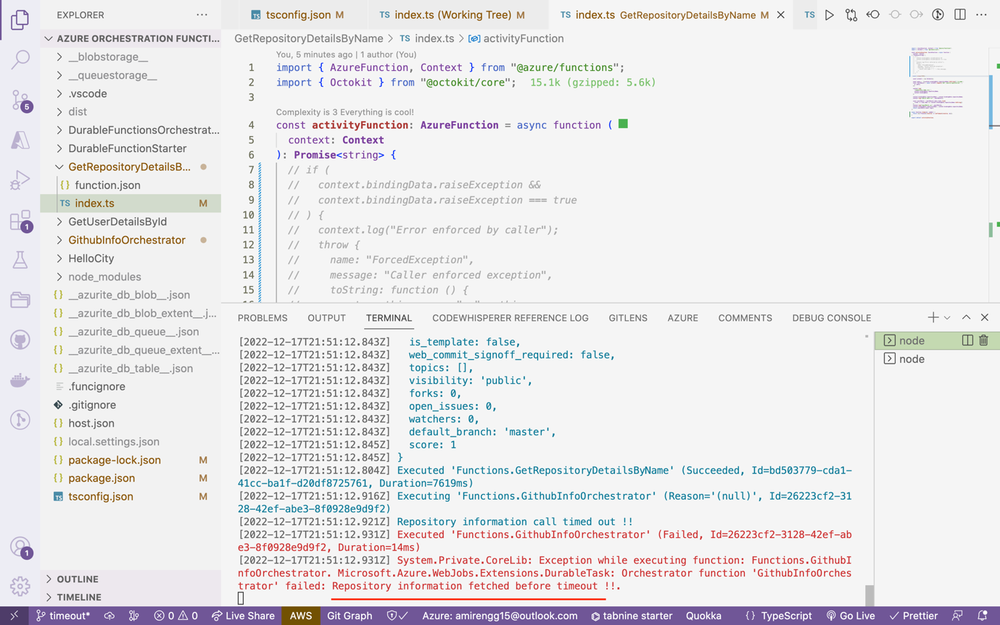 EXPLORER
AZURE ORCHESTRATION FUNCTI...
__blobstorage__
__queuestorage__
.vscode
dist
DurableFunctionsOrchestrat...
DurableFunctionStarter
GetRepositoryDetailsB...
{} function.json
TS index.ts M
GetUserDetailsById
GithubInfoOrchestrator
HelloCity
node_modules
{} __azurite_db_blob__.json
{} __azurite_db_blob_extent__.j...
{} __azurite_db_queue__.json
{} __azurite_db_queue_extent__...
{} __azurite_db_table__.json
.funcignore
.gitignore
{} host.json
{} local.settings.json
{} package-lock.json M
{} package.json M
TS tsconfig.json M
OUTLINE
TIMELINE
5
1
1
TS tsconfig.json M
TS index.ts (Working Tree) M
TS index.ts GetRepositoryDetailsByName M
TS
GetRepositoryDetailsByName > TS index.ts > activityFunction
You, 5 minutes ago | 1 author (You)
1 import { AzureFunction, Context } from "@azure/functions";
2 import { Octokit } from "@octokit/core"; 15.1k (gzipped: 5.6k)
3
Complexity is 3 Everything is cool!
4 const activityFunction: AzureFunction = async function (
5 context: Context
6 ): Promise<string> {
7 // if (
8 // context.bindingData.raiseException &&
9 // context.bindingData.raiseException === true
10 // ) {
11 // context.log("Error enforced by caller");
12 // throw {
13 // name: "ForcedException",
14 // message: "Caller enforced exception",
15 // toString: function () {
PROBLEMS OUTPUT TERMINAL CODEWHISPERER REFERENCE LOG GITLENS AZURE COMMENTS DEBUG CONSOLE
[2022-12-17T21:51:12.843Z] is_template: false,
[2022-12-17T21:51:12.843Z] web_commit_signoff_required: false,
[2022-12-17T21:51:12.843Z] topics: [],
[2022-12-17T21:51:12.843Z] visibility: 'public',
[2022-12-17T21:51:12.843Z] forks: 0,
[2022-12-17T21:51:12.843Z] open_issues: 0,
[2022-12-17T21:51:12.843Z] watchers: 0,
[2022-12-17T21:51:12.843Z] default_branch: 'master',
[2022-12-17T21:51:12.845Z] score: 1
[2022-12-17T21:51:12.845Z] }
[2022-12-17T21:51:12.804Z] Executed 'Functions.GetRepositoryDetailsByName' (Succeeded, Id=bd503779-cda1-
41cc-ba1f-d20df8725761, Duration=7619ms)
[2022-12-17T21:51:12.916Z] Executing 'Functions.GithubInfoOrchestrator' (Reason='(null)', Id=26223cf2-31
28-42ef-abe3-8f0928e9d9f2)
[2022-12-17T21:51:12.921Z] Repository information call timed out !!
[2022-12-17T21:51:12.931Z] Executed 'Functions.GithubInfoOrchestrator' (Failed, Id=26223cf2-3128-42ef-ab
e3-8f0928e9d9f2, Duration=14ms)
[2022-12-17T21:51:12.931Z] System.Private.CoreLib: Exception while executing function: Functions.GithubI
nfoOrchestrator. Microsoft.Azure.WebJobs.Extensions.DurableTask: Orchestrator function 'GithubInfoOrches
trator' failed: Repository information fetched before timeout !!.
node
node
timeout* 0 0 Live Share AWS Git Graph Azure: amirengg15@outlook.com tabnine starter Quokka {} TypeScript Go Live Prettier